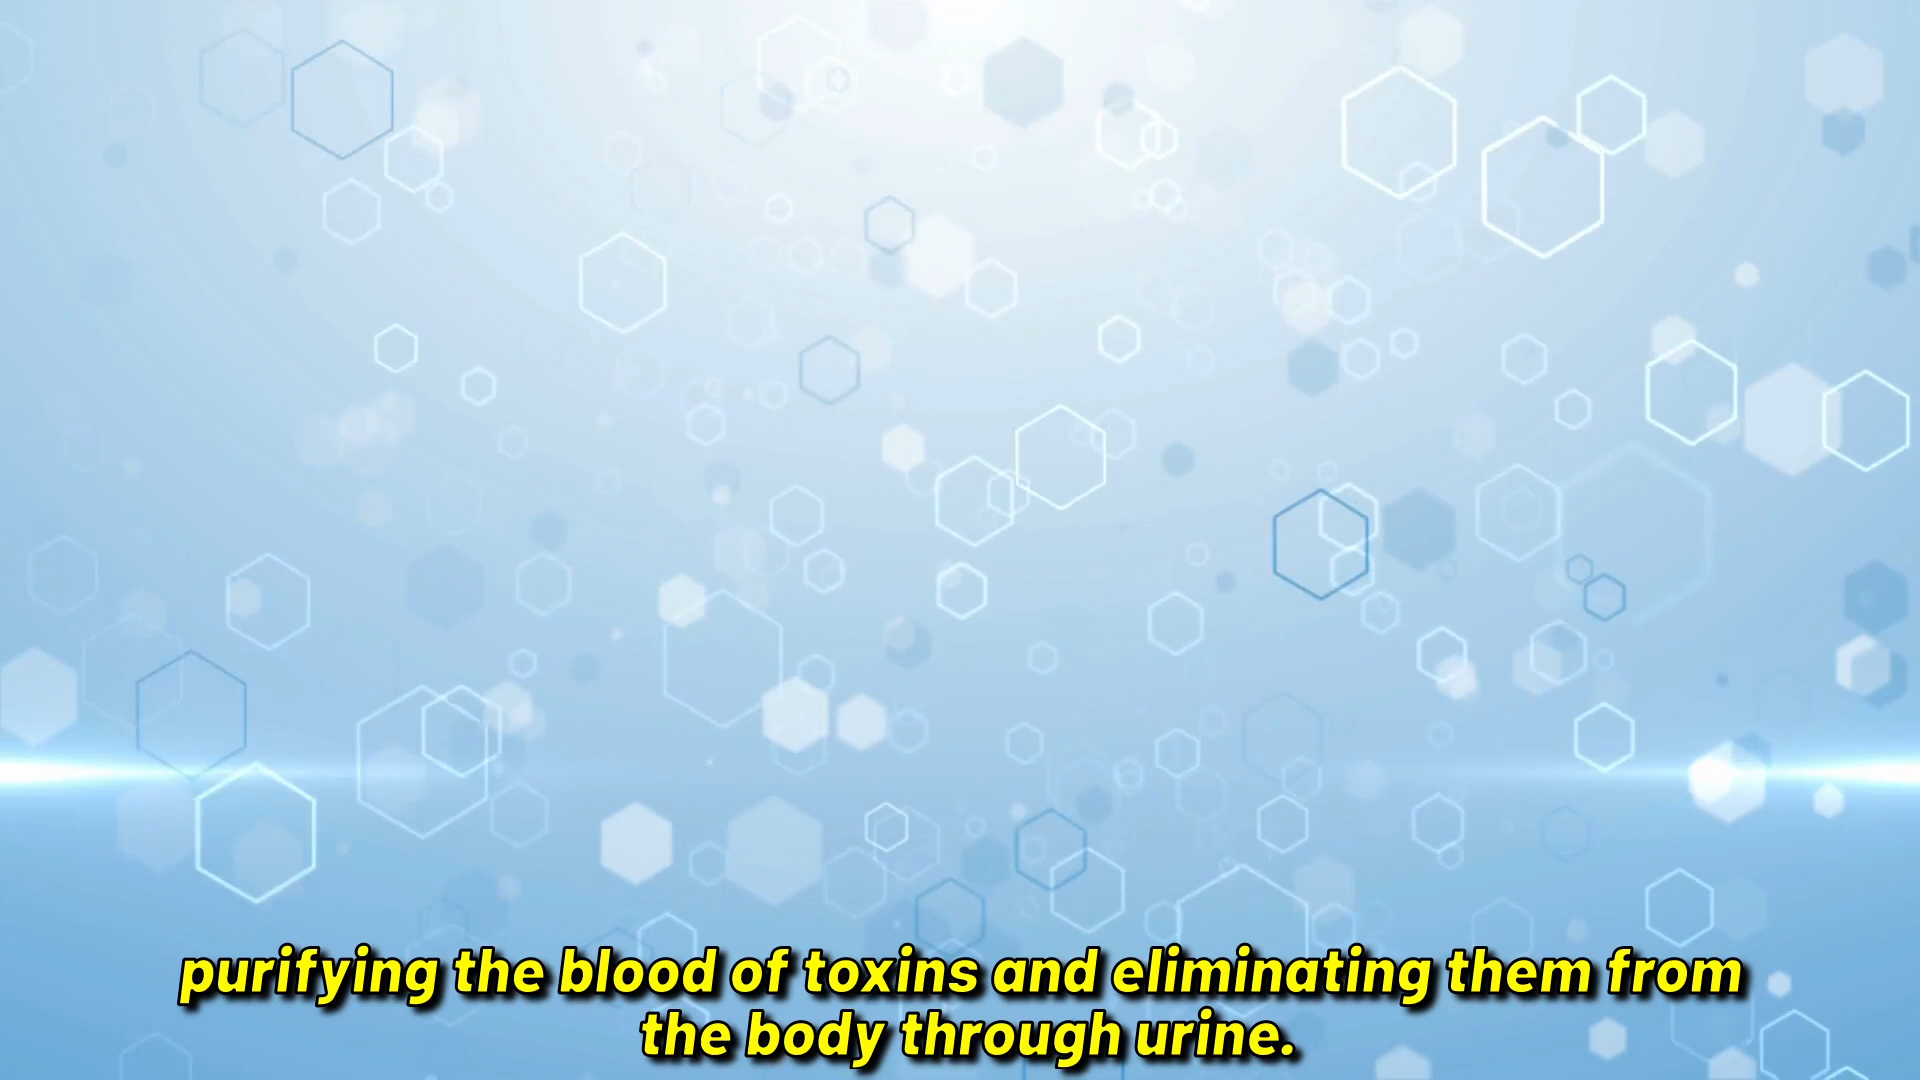 purifying the blood of toxins and eliminating them from
the body through urine.